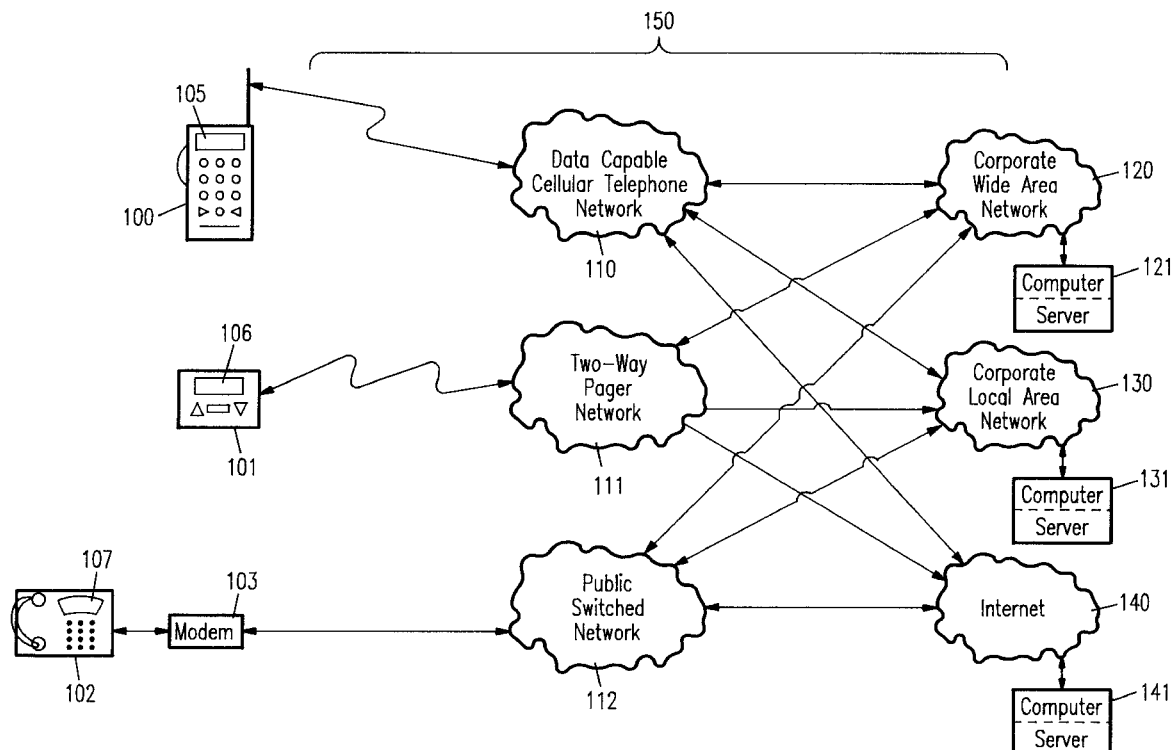 150
105
100
Data Capable
Cellular Telephone
Network
110
Corporate
Wide Area
Network
120
Computer
Server
121
106
101
Two-Way
Pager
Network
111
Corporate
Local Area
Network
130
Computer
Server
131
107
102
103
Modem
Public
Switched
Network
112
Internet
140
Computer
Server
141